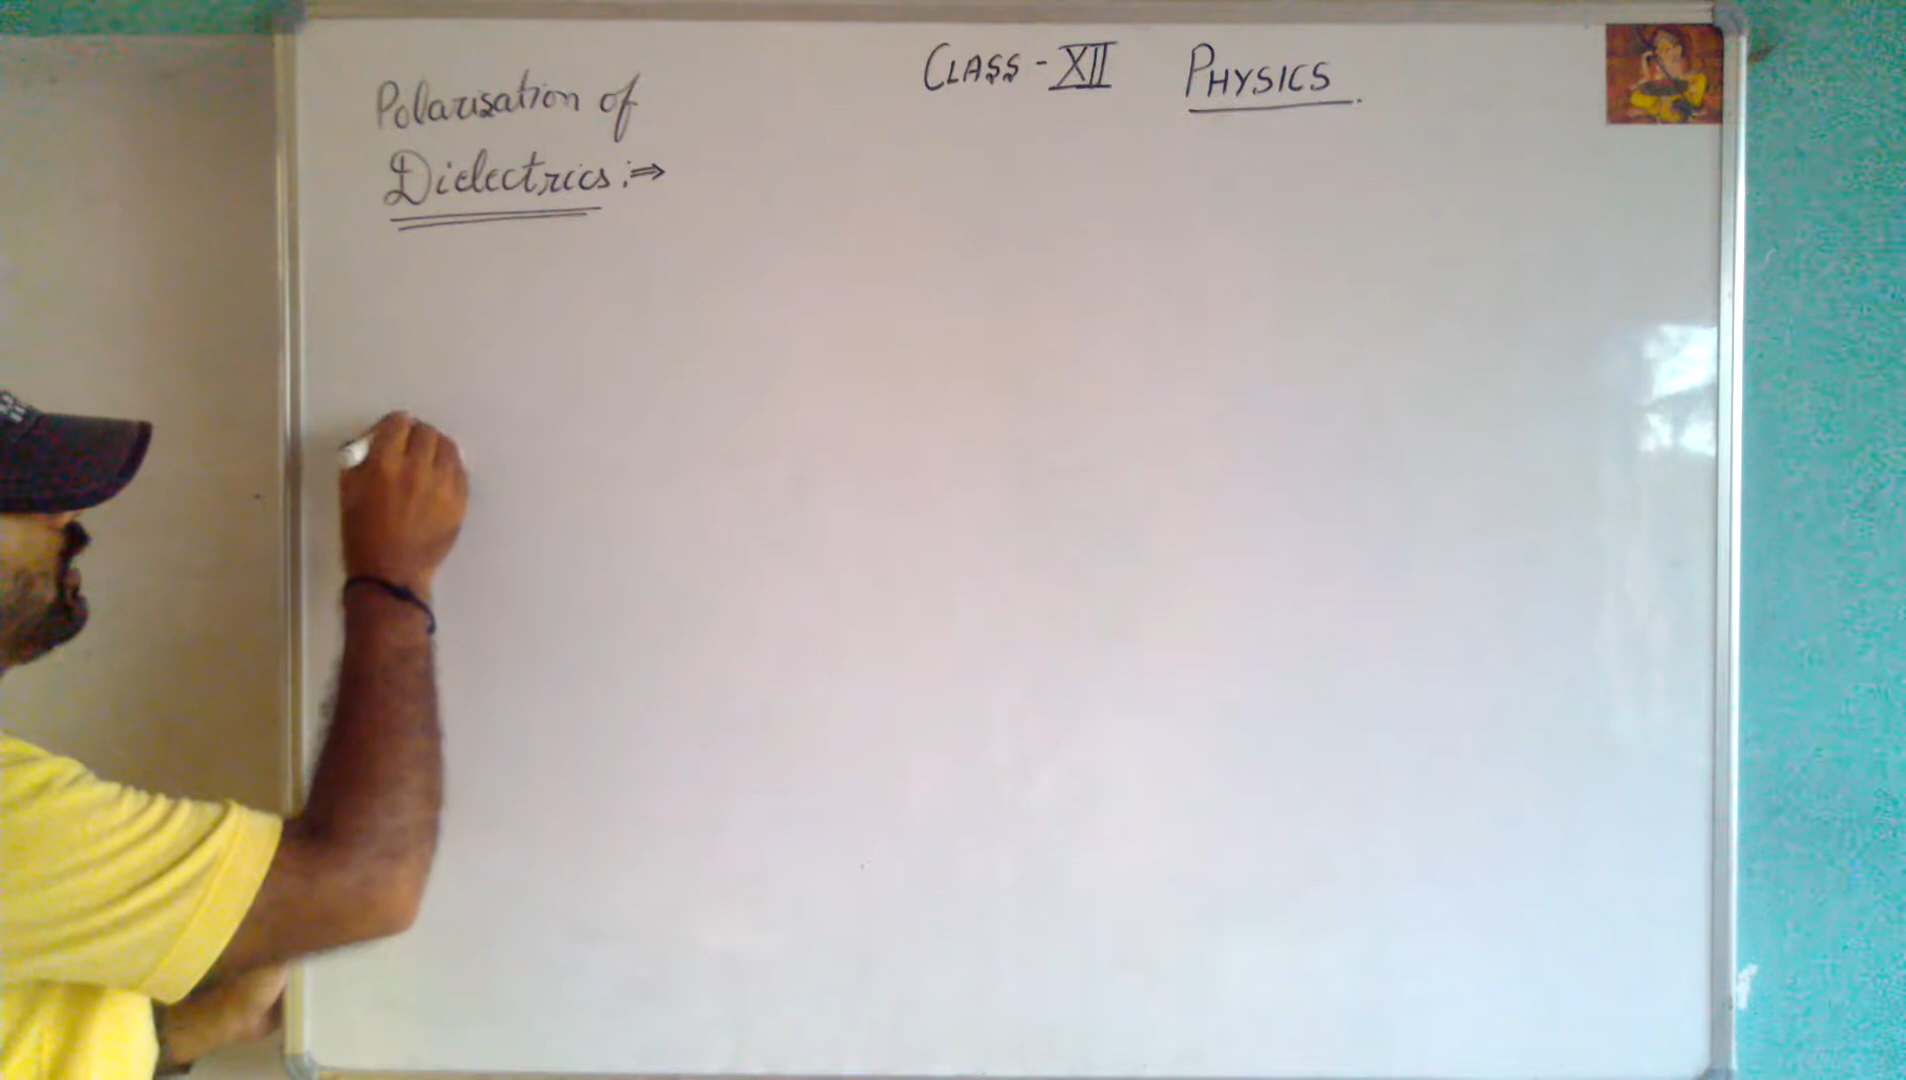 CLASS - XII PHYSICS.
Polarisation of
Dielectrics :⇒